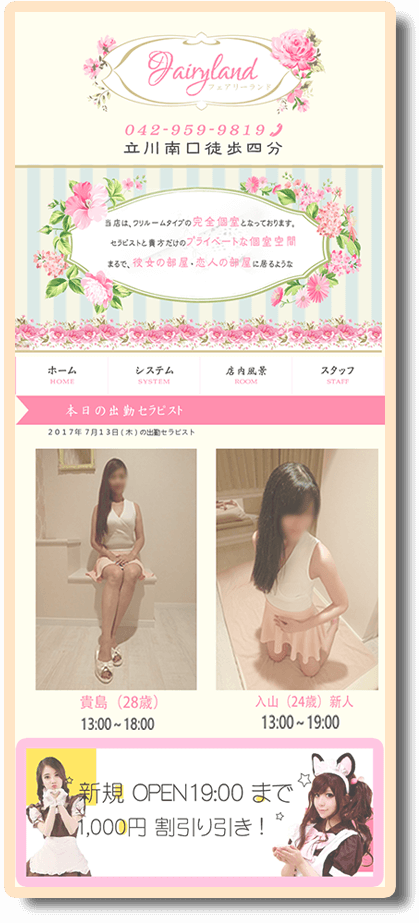 Fairyland
フェアリーランド
042-959-9819
立川南口徒歩四分
当店は、ワリルームタイプの完全個室となっております。
セラピストと貴方だけのプライベートな個室空間
まるで、彼女の部屋・恋人の部屋に居るような
ホーム システム 店内風景 スタッフ
HOME SYSTEM ROOM STAFF
本日の出勤セラピスト
2017年7月13日(木)の出勤セラピスト
貴島（28歳） 入山（24歳）新人
13:00～18:00 13:00～19:00
新規 OPEN19:00 まで
1,000円 割引り引き！